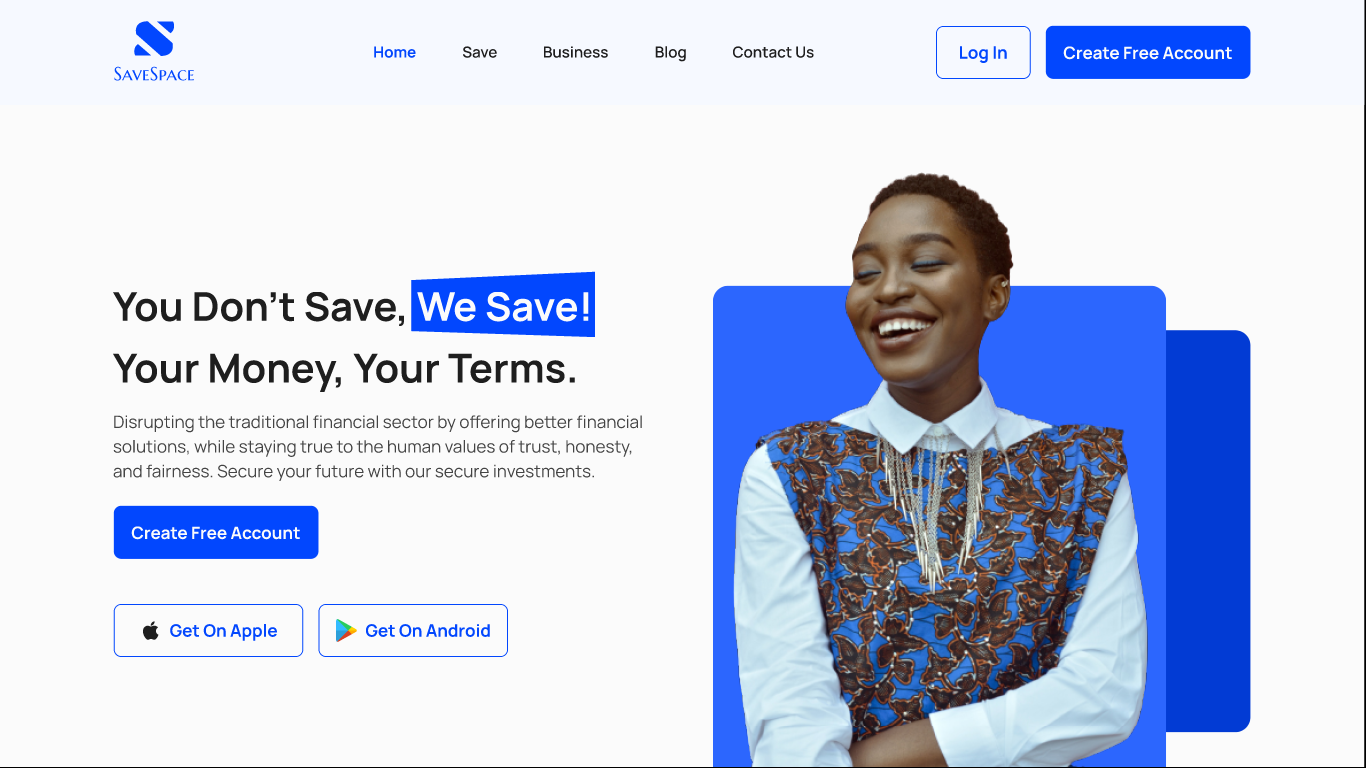 SaveSpace
Home
Save
Business
Blog
Contact Us
Log In
Create Free Account
You Don't Save, We Save!
Your Money, Your Terms.
Disrupting the traditional financial sector by offering better financial
solutions, while staying true to the human values of trust, honesty,
and fairness. Secure your future with our secure investments.
Create Free Account
Get On Apple
Get On Android